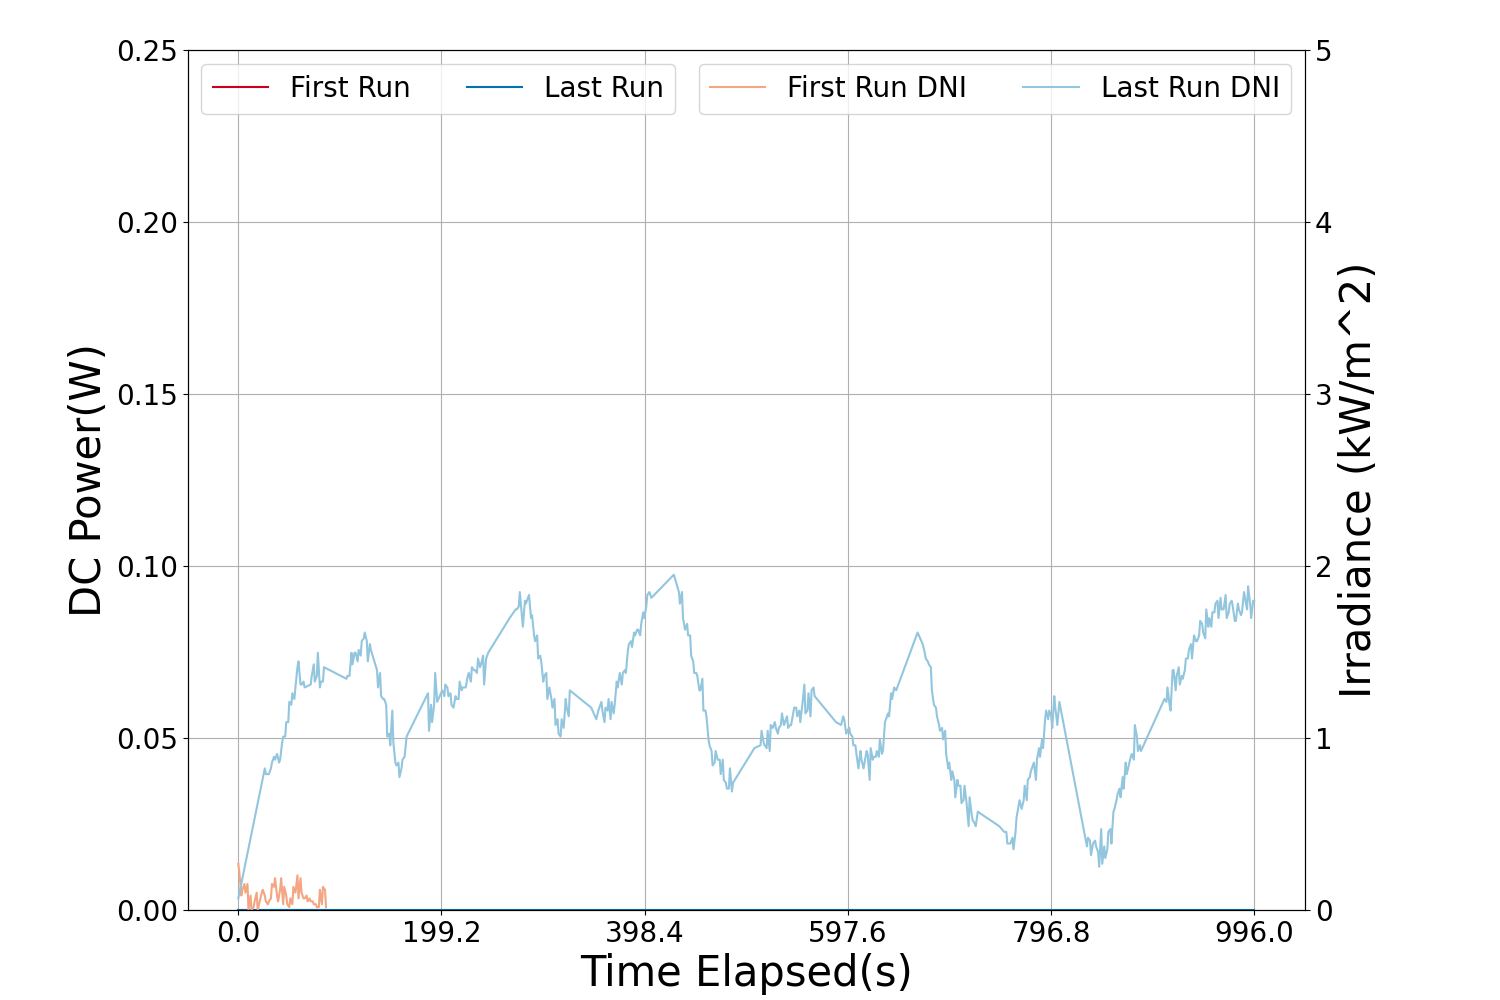 First Run
Last Run
First Run DNI
Last Run DNI
0.25
0.20
0.15
0.10
0.05
0.00
DC Power(W)
5
4
3
2
1
0
Irradiance (kW/m^2)
0.0
199.2
398.4
597.6
796.8
996.0
Time Elapsed(s)